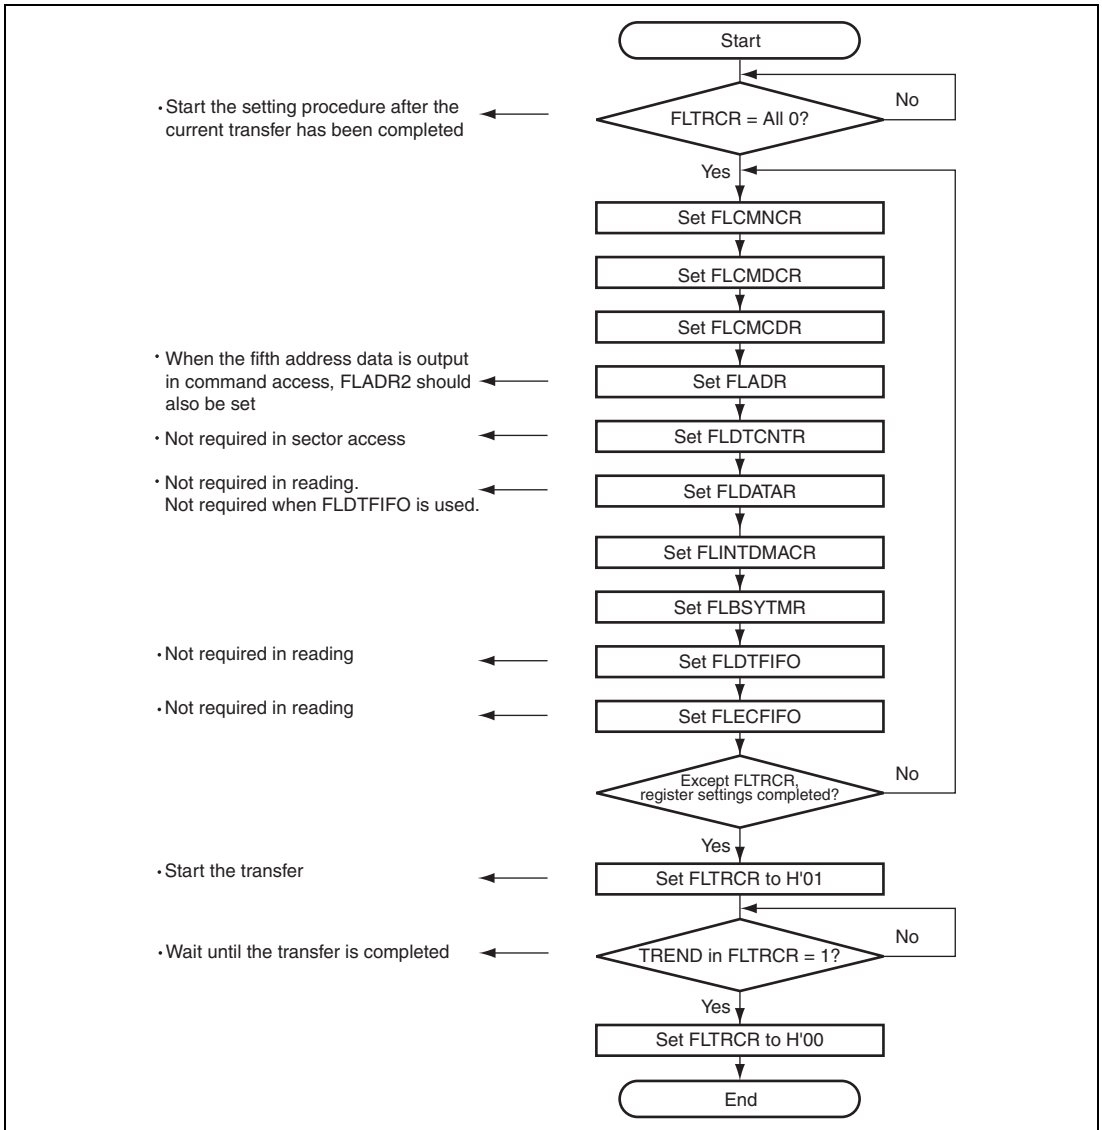 Start
No
· Start the setting procedure after the
current transfer has been completed
FLTRCR = All 0?
Yes
Set FLCMNCR
Set FLCMDCR
Set FLCMCDR
· When the fifth address data is output
in command access, FLADR2 should
also be set
Set FLADR
· Not required in sector access
Set FLDTCNTR
· Not required in reading.
Not required when FLDTFIFO is used.
Set FLDATAR
Set FLINTDMACR
Set FLBSYTMR
· Not required in reading
Set FLDTFIFO
· Not required in reading
Set FLECFIFO
Except FLTRCR,
register settings completed?
No
Yes
· Start the transfer
Set FLTRCR to H'01
No
· Wait until the transfer is completed
TREND in FLTRCR = 1?
Yes
Set FLTRCR to H'00
End